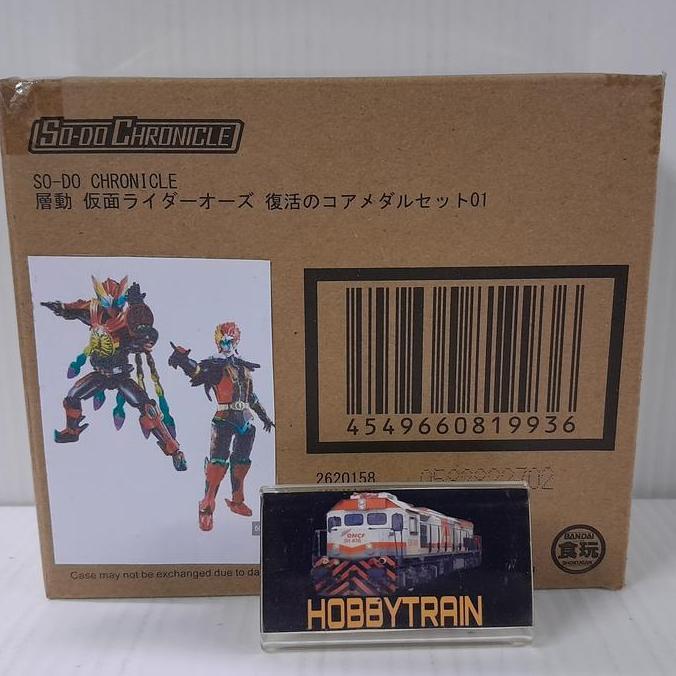 SO-DO CHRONICLE
SO-DO CHRONICLE
層動 仮面ライダーオーズ 復活のコアメダルセット01
4549660819936
2620158
ONCF
Case may not be exchanged due to da
BANDAI
食玩
SHOKUGAN
HOBBYTRAIN